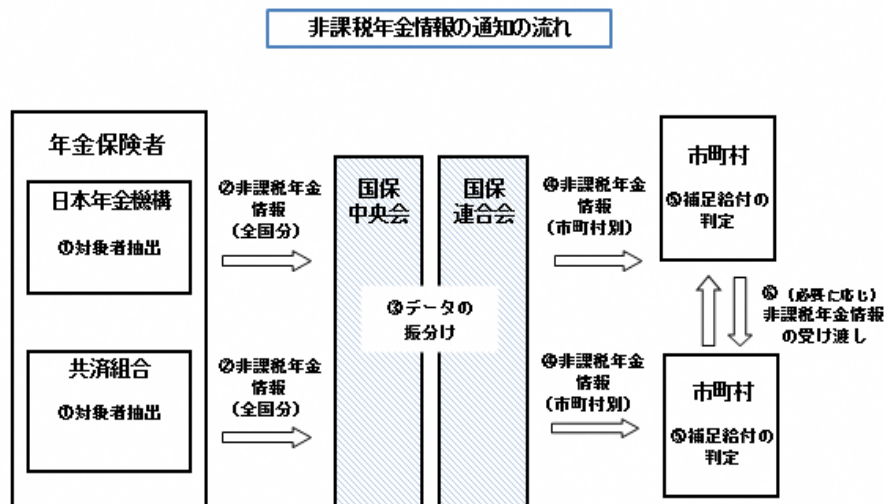 非課税年金情報の通知の流れ
年金保険者
日本年金機構
①対象者抽出
共済組合
①対象者抽出
②非課税年金
情報
(全国分)
②非課税年金
情報
(全国分)
国保
中央会
国保
連合会
③データの
振分け
④非課税年金
情報
(市町村別)
④非課税年金
情報
(市町村別)
市町村
⑤補足給付の
判定
⑥(必要に応じ)
非課税年金情報
の受け渡し
市町村
⑤補足給付の
判定